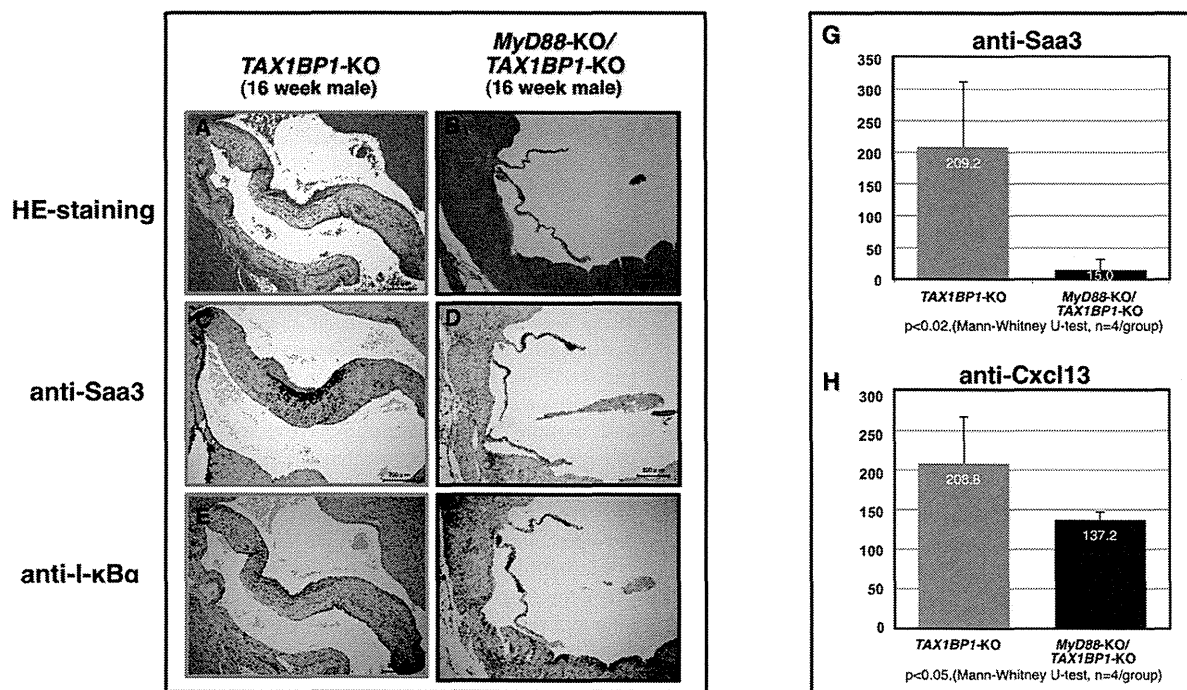 TAX1BP1-KO
(16 week male)
MyD88-KO/
TAX1BP1-KO
(16 week male)
HE-staining
A
B
anti-Saa3
C
D
200 μm
anti-I-κBα
E
G
anti-Saa3
350
300
250
200
150
100
50
0
209.2
15.0
TAX1BP1-KO
MyD88-KO/
TAX1BP1-KO
p<0.02,(Mann-Whitney U-test, n=4/group)
H
anti-Cxcl13
300
250
200
150
100
50
0
208.8
137.2
TAX1BP1-KO
MyD88-KO/
TAX1BP1-KO
p<0.05,(Mann-Whitney U-test, n=4/group)